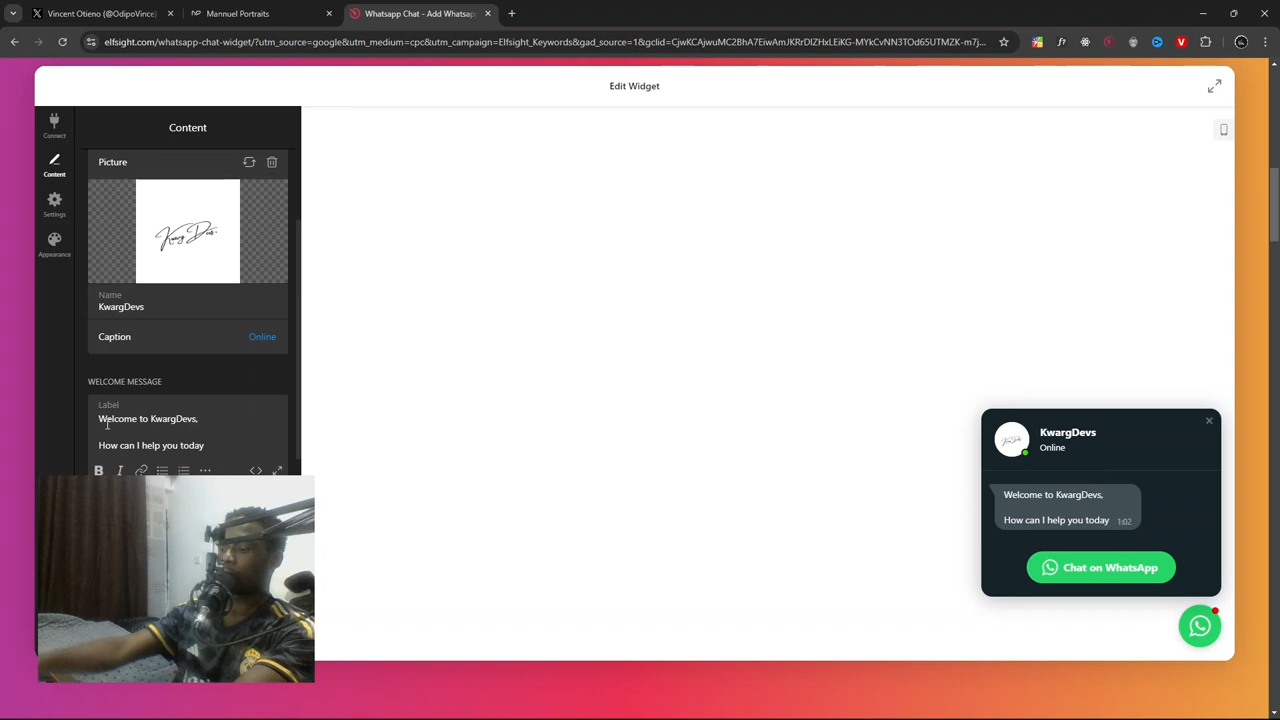 Vincent Otieno (@OdipoVince
Mannuel Portraits
Whatsapp Chat - Add Whatsap
elfsight.com/whatsapp-chat-widget/?utm_source=google&utm_medium=cpc&utm_campaign=Elfsight_Keywords&gad_source=1&gclid=CjwKCAjwuMC2BhA7EiwAmJKRrDIZHxLEiKG-MYkCvNN3TOd65UTMZK-m7j...
Edit Widget
Connect
Content
Settings
Appearance
Content
Picture
Kwarg Devs.
Name
KwargDevs
Caption
Online
WELCOME MESSAGE
Label
Welcome to KwargDevs,
How can I help you today
B I
KwargDevs
Online
Welcome to KwargDevs,
How can I help you today 1:02
Chat on WhatsApp